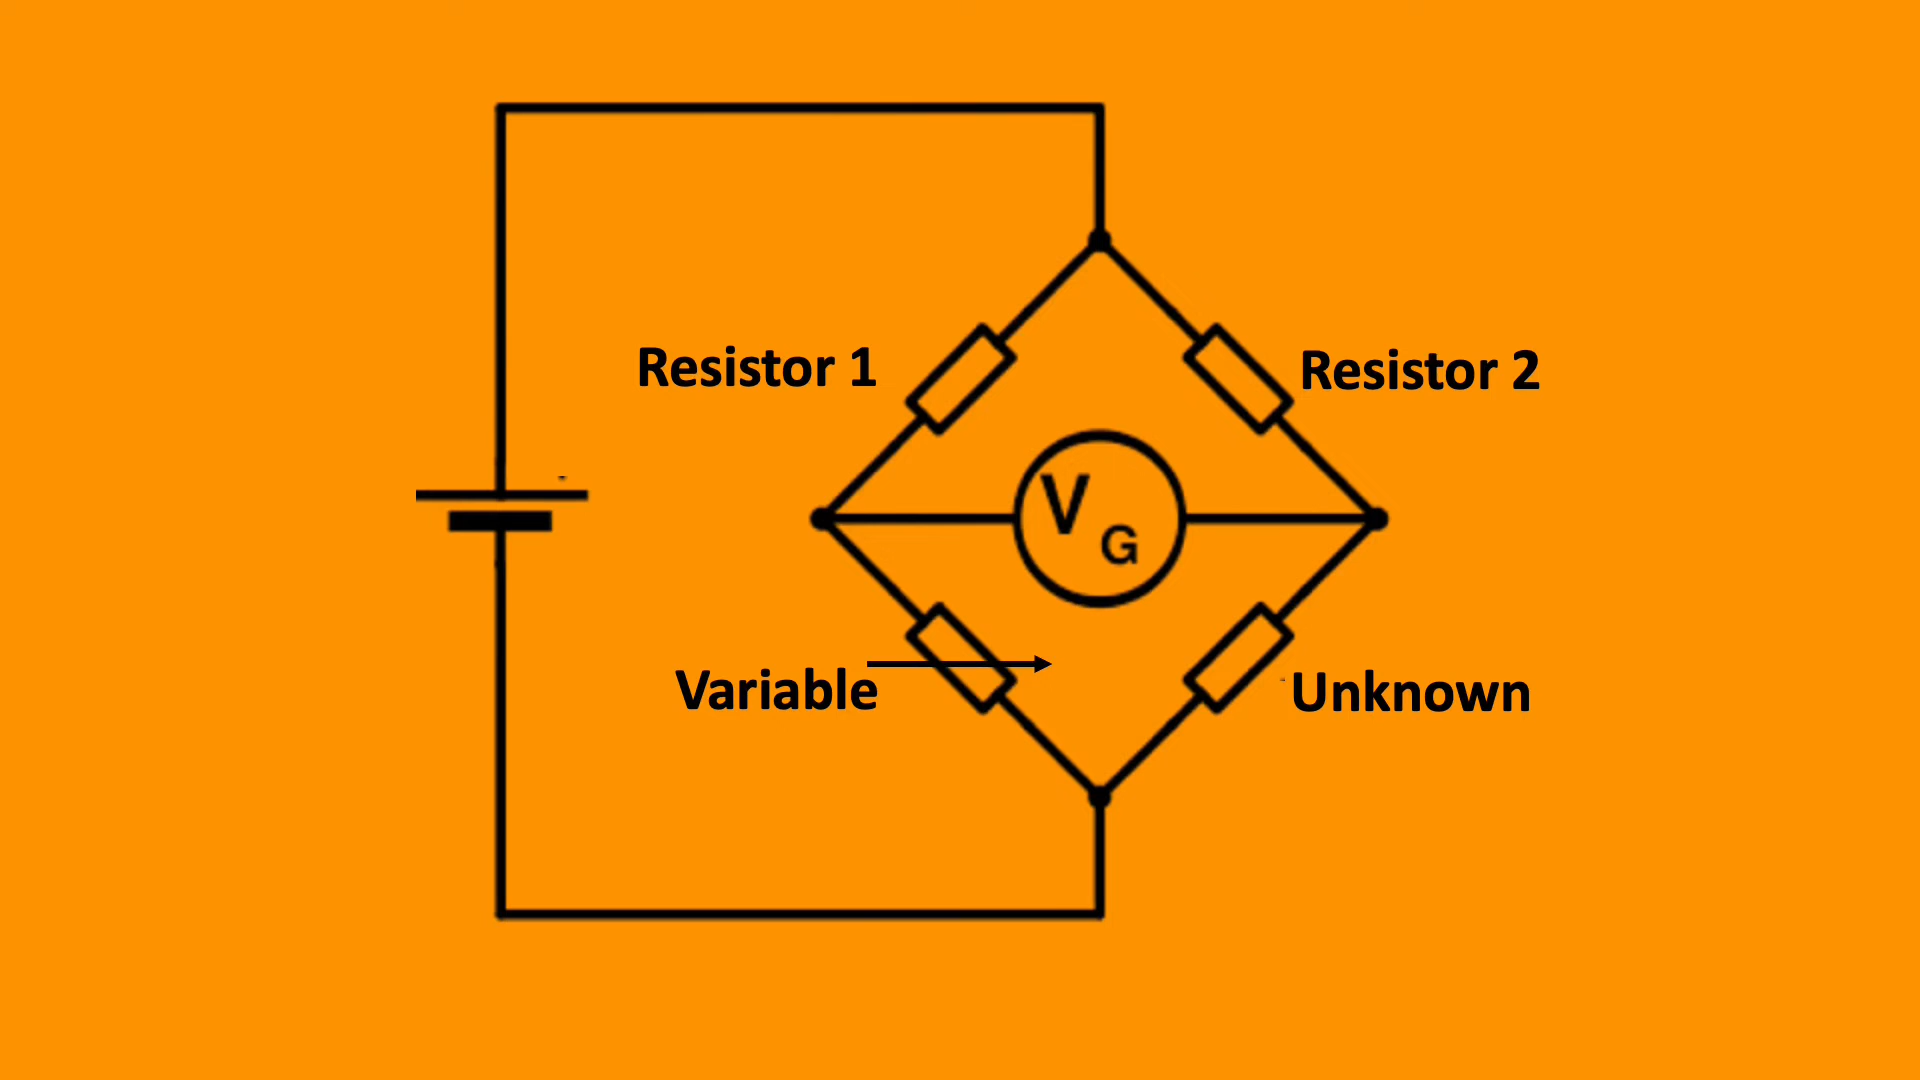 Resistor 1
Resistor 2
V
G
Variable
Unknown